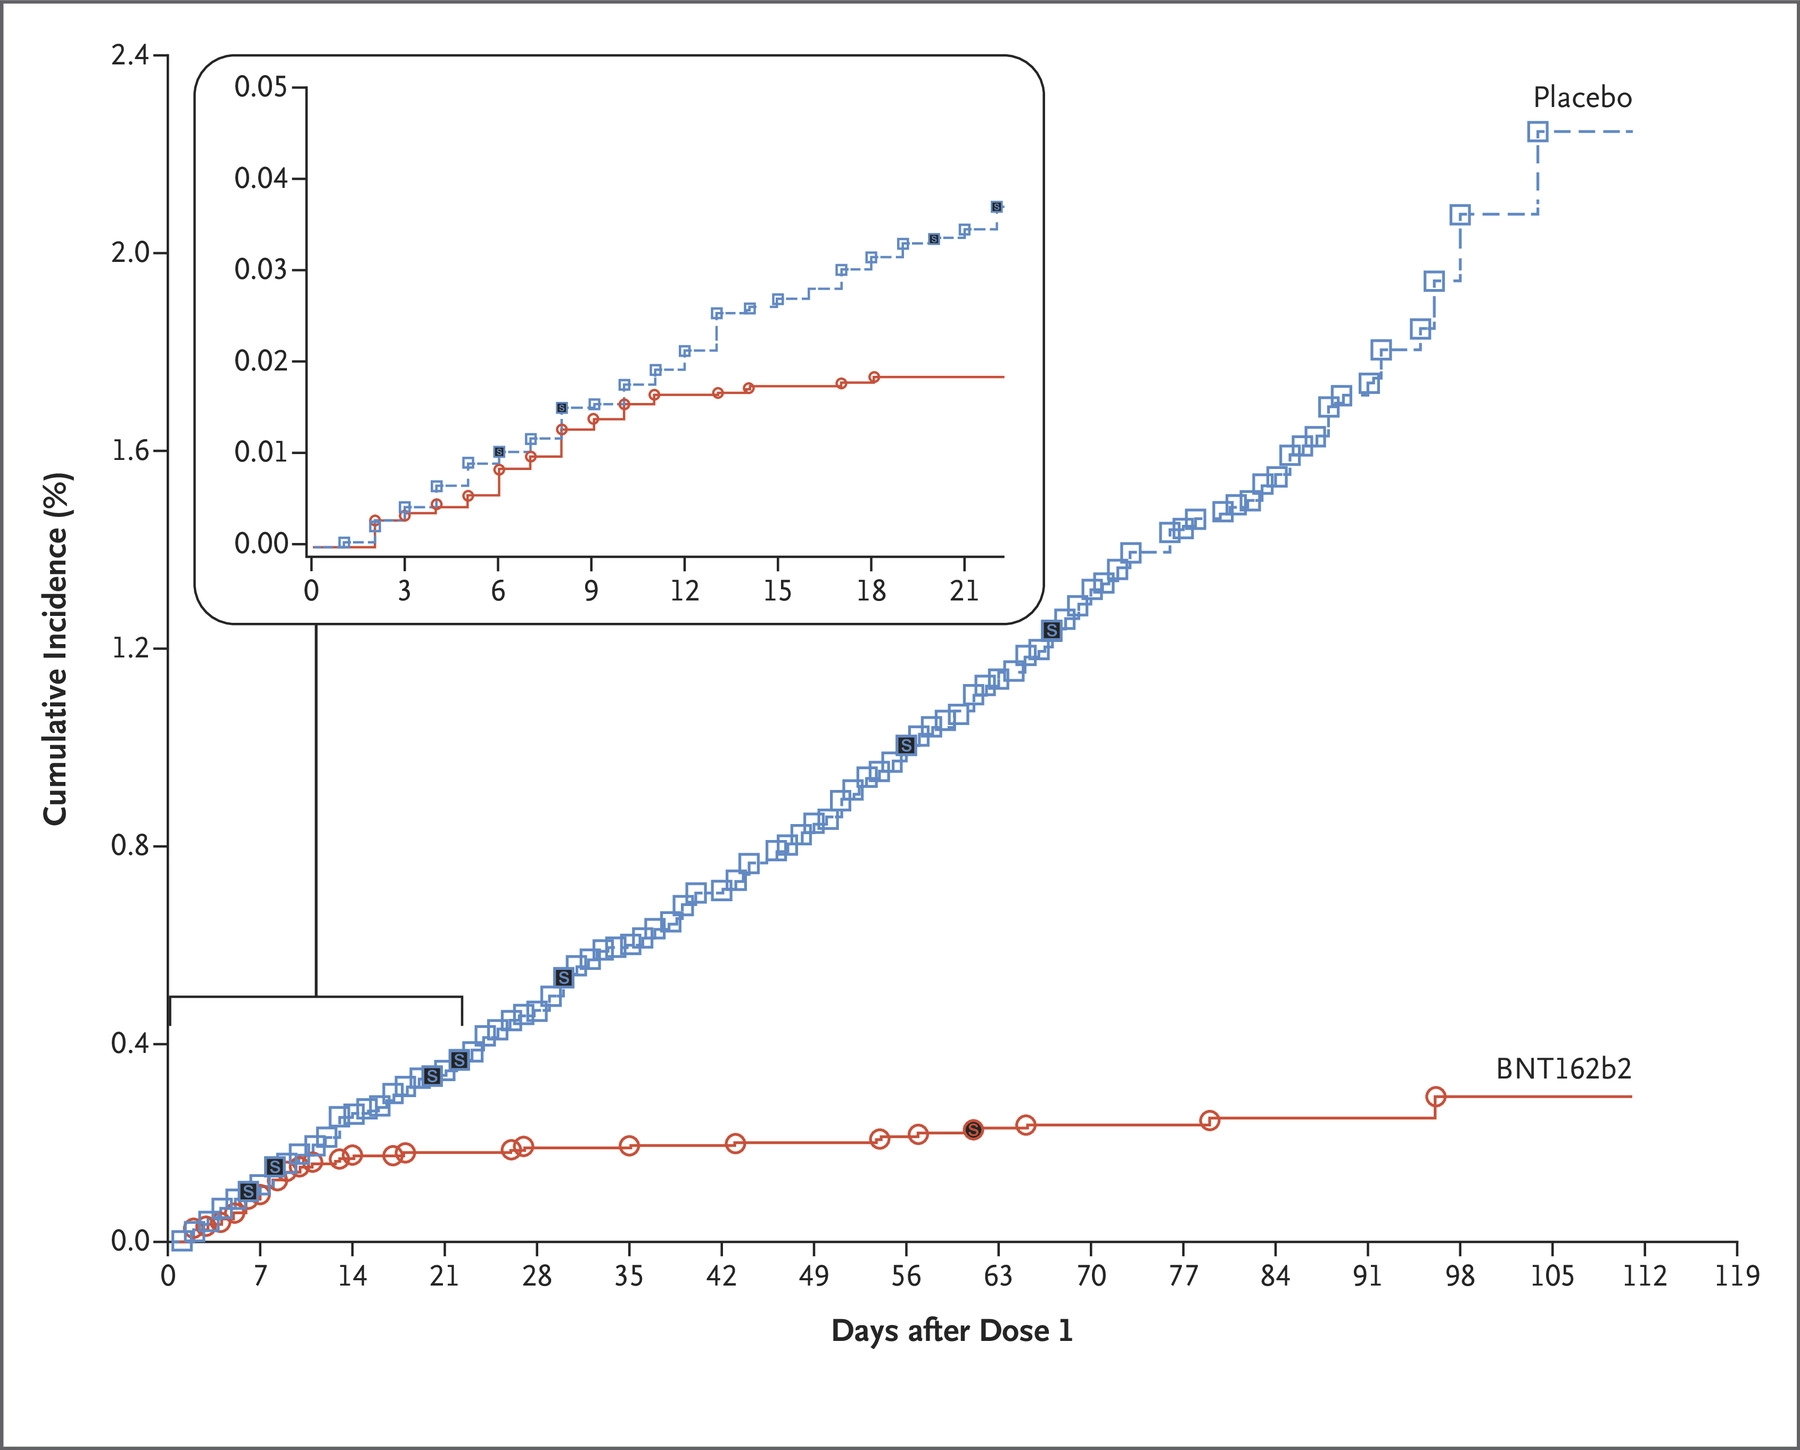 2.4
2.0
1.6
1.2
0.8
0.4
0.0
Cumulative Incidence (%)
0.05
0.04
0.03
0.02
0.01
0.00
0 3 6 9 12 15 18 21
S S S S
Placebo
BNT162b2
S S S S S S S
S
0 7 14 21 28 35 42 49 56 63 70 77 84 91 98 105 112 119
Days after Dose 1